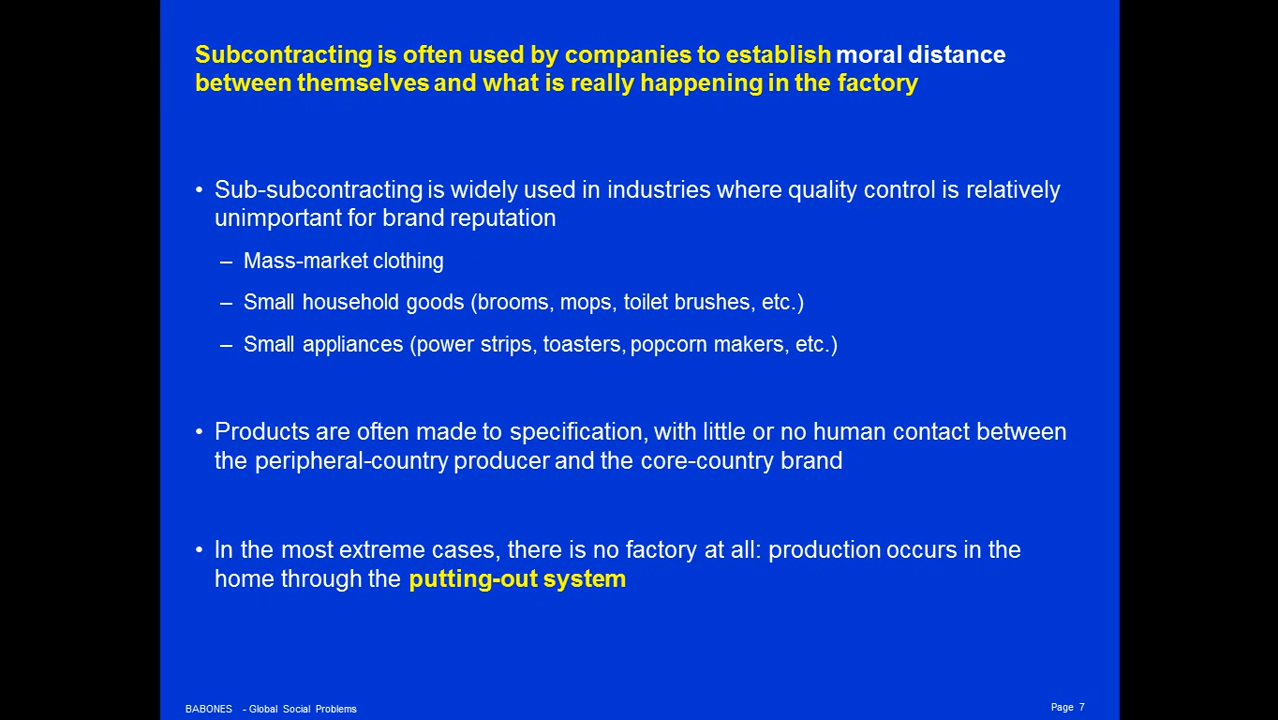 Subcontracting is often used by companies to establish moral distance
between themselves and what is really happening in the factory
• Sub-subcontracting is widely used in industries where quality control is relatively
unimportant for brand reputation
– Mass-market clothing
– Small household goods (brooms, mops, toilet brushes, etc.)
– Small appliances (power strips, toasters, popcorn makers, etc.)
• Products are often made to specification, with little or no human contact between
the peripheral-country producer and the core-country brand
• In the most extreme cases, there is no factory at all: production occurs in the
home through the putting-out system
BABONES - Global Social Problems
Page 7